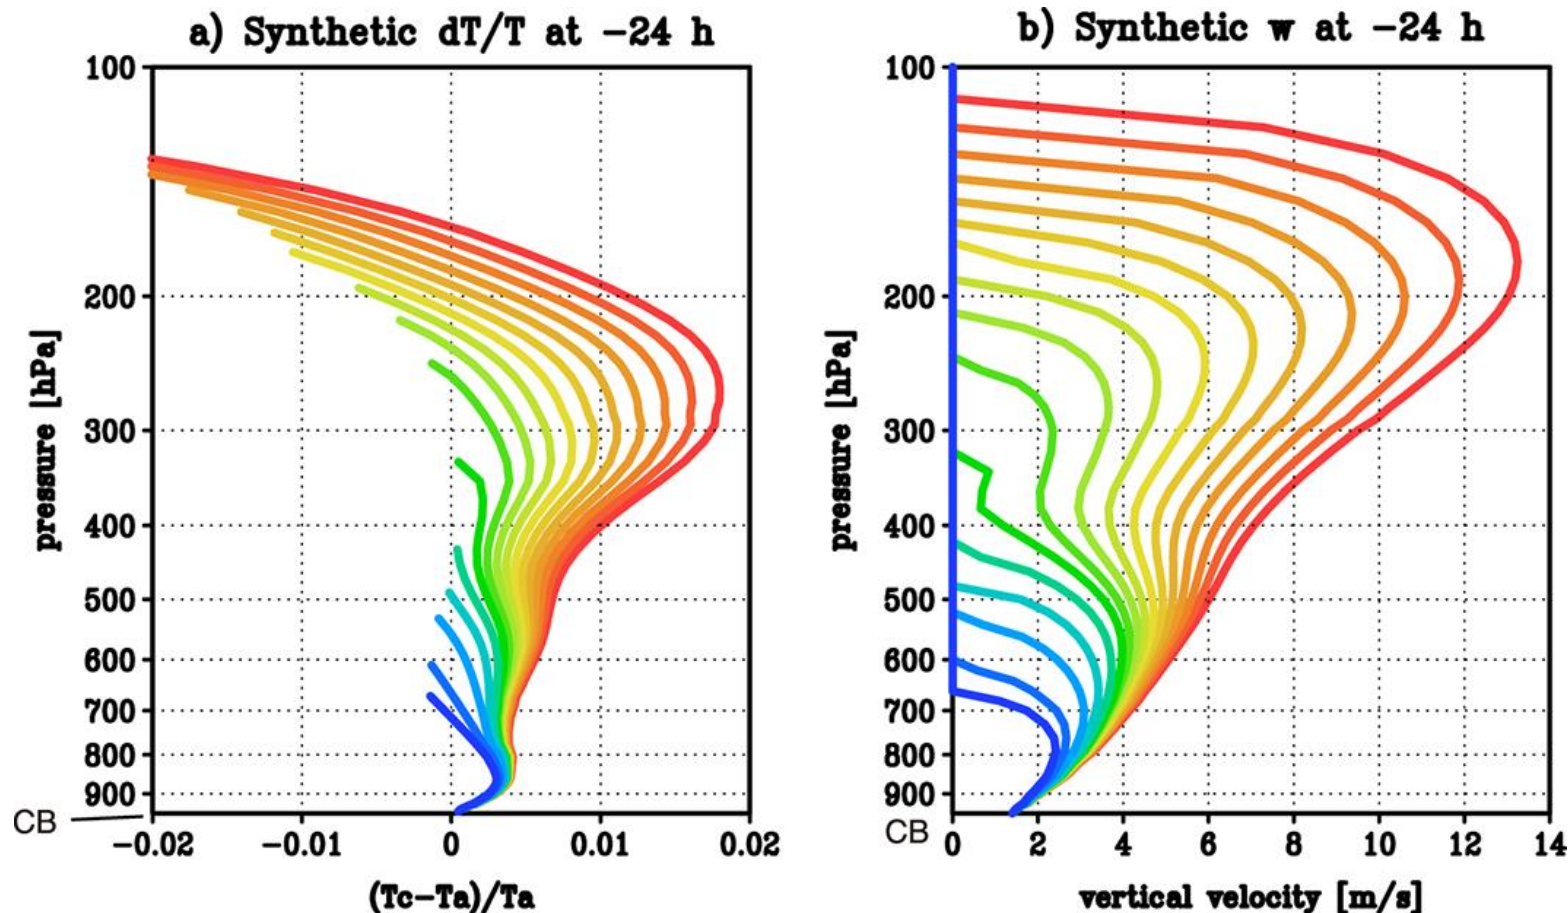 a) Synthetic dT/T at -24 h
100
200
300
400
500
600
700
800
900
CB
pressure [hPa]
-0.02 -0.01 0 0.01 0.02
(Tc-Ta)/Ta
b) Synthetic w at -24 h
100
200
300
400
500
600
700
800
900
CB
pressure [hPa]
0 2 4 6 8 10 12 14
vertical velocity [m/s]